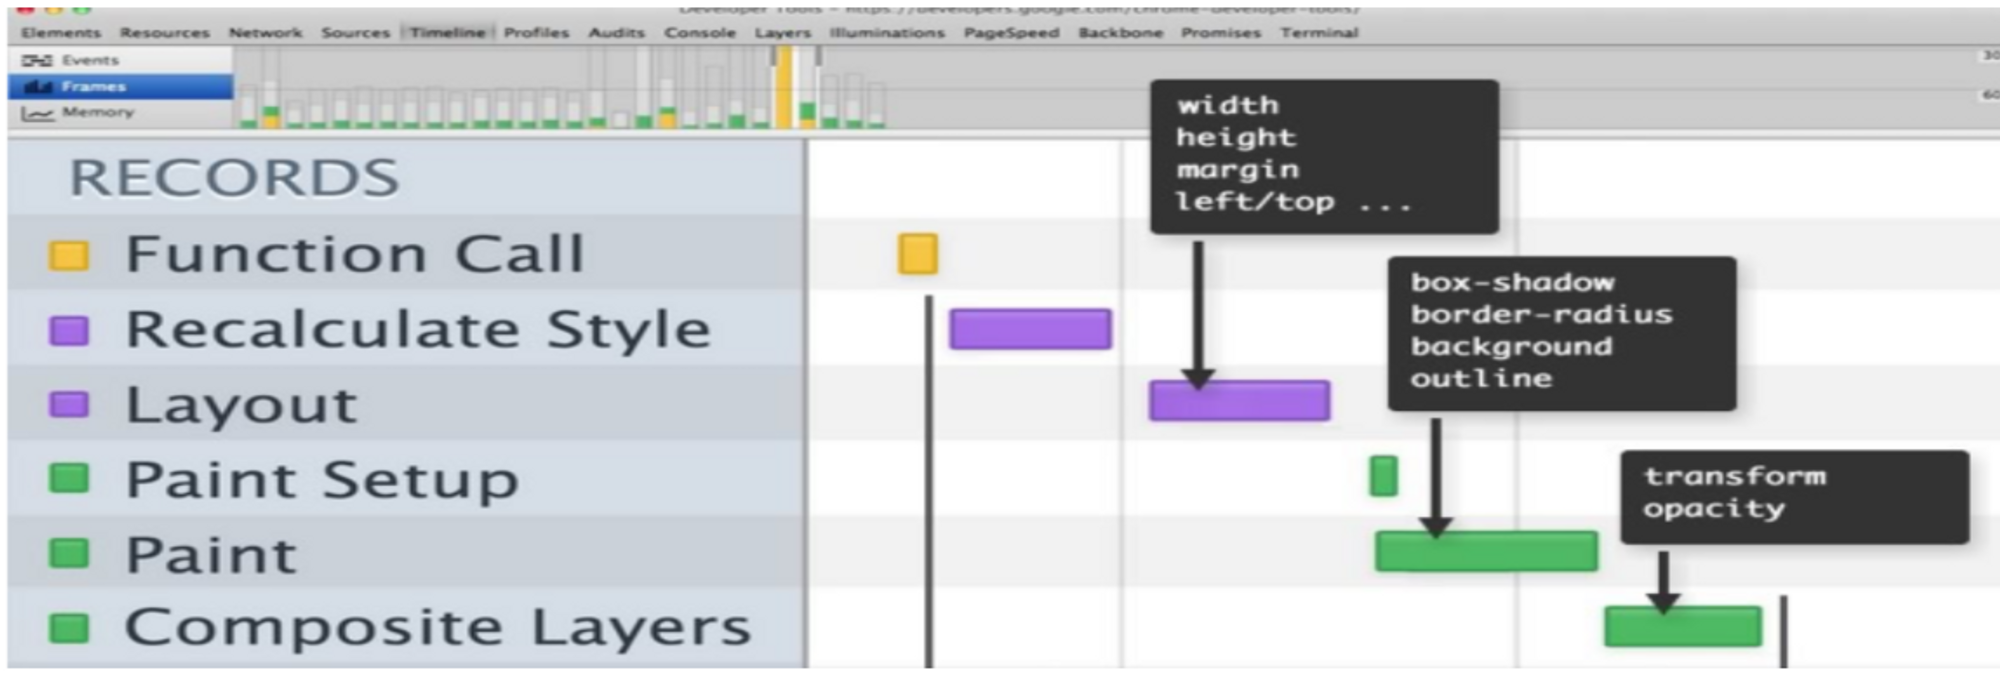 Developer Tools - https://developers.google.com/chrome-developer-tools/
Elements Resources Network Sources Timeline Profiles Audits Console Layers Illuminations PageSpeed Backbone Promises Terminal
Events
Frames
Memory
30
60
RECORDS
Function Call
Recalculate Style
Layout
Paint Setup
Paint
Composite Layers
width
height
margin
left/top ...
box-shadow
border-radius
background
outline
transform
opacity